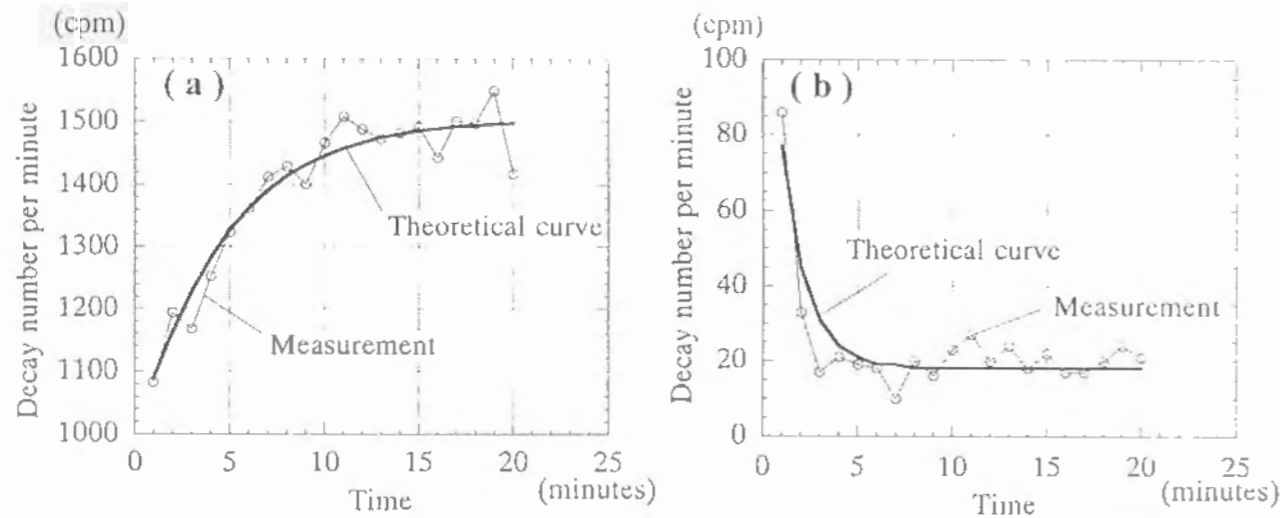 (cpm)
1600
1500
1400
1300
1200
1100
1000
Decay number per minute
(a)
Theoretical curve
Measurement
0
5
10
15
20
25
Time
(minutes)
(cpm)
100
80
60
40
20
0
Decay number per minute
(b)
Theoretical curve
Measurement
0
5
10
15
20
25
Time
(minutes)